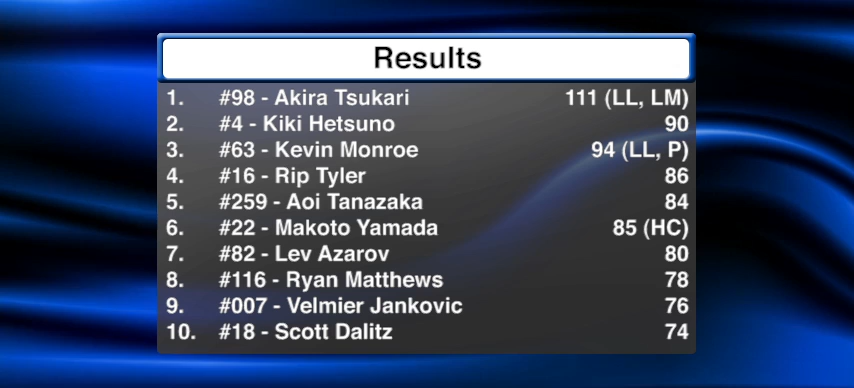 Results
1. #98 - Akira Tsukari 111 (LL, LM)
2. #4 - Kiki Hetsuno 90
3. #63 - Kevin Monroe 94 (LL, P)
4. #16 - Rip Tyler 86
5. #259 - Aoi Tanazaka 84
6. #22 - Makoto Yamada 85 (HC)
7. #82 - Lev Azarov 80
8. #116 - Ryan Matthews 78
9. #007 - Velmier Jankovic 76
10. #18 - Scott Dalitz 74